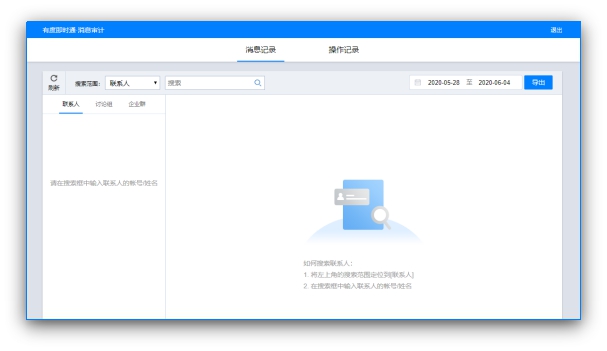 有度即时通 消息审计
退出
消息记录
操作记录
刷新
搜索范围:
联系人
搜索
2020-05-28 至 2020-06-04
导出
联系人
讨论组
企业群
请在搜索框中输入联系人的帐号/姓名
如何搜索联系人:
1. 将左上角的搜索范围定位到[联系人]
2. 在搜索框中输入联系人的帐号/姓名